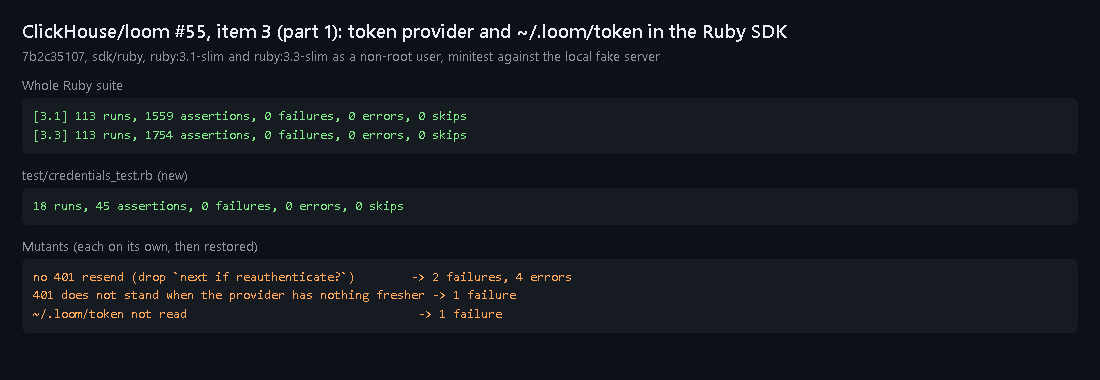 ClickHouse/loom #55, item 3 (part 1): token provider and ~/.loom/token in the Ruby SDK
7b2c35107, sdk/ruby, ruby:3.1-slim and ruby:3.3-slim as a non-root user, minitest against the local fake server
Whole Ruby suite
[3.1] 113 runs, 1559 assertions, 0 failures, 0 errors, 0 skips
[3.3] 113 runs, 1754 assertions, 0 failures, 0 errors, 0 skips
test/credentials_test.rb (new)
18 runs, 45 assertions, 0 failures, 0 errors, 0 skips
Mutants (each on its own, then restored)
no 401 resend (drop `next if reauthenticate?`) -> 2 failures, 4 errors
401 does not stand when the provider has nothing fresher -> 1 failure
~/.loom/token not read -> 1 failure